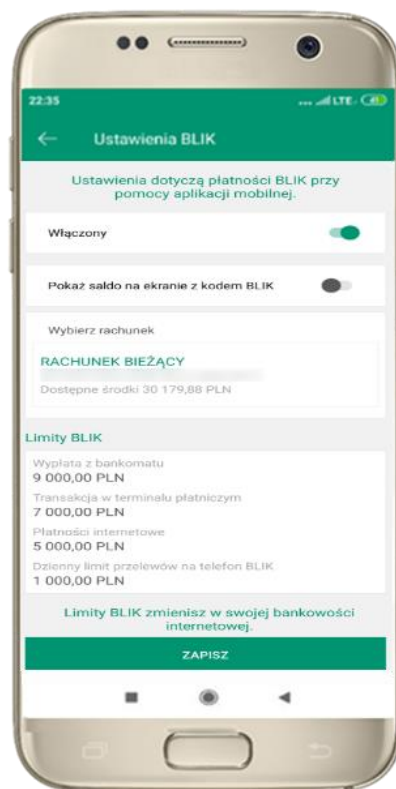 22:35
LTE
Ustawienia BLIK
Ustawienia dotyczą płatności BLIK przy
pomocy aplikacji mobilnej.
Włączony
Pokaż saldo na ekranie z kodem BLIK
Wybierz rachunek
RACHUNEK BIEŻĄCY
Dostępne środki 30 179,88 PLN
Limity BLIK
Wypłata z bankomatu
9 000,00 PLN
Transakcja w terminalu płatniczym
7 000,00 PLN
Płatności internetowe
5 000,00 PLN
Dzienny limit przelewów na telefon BLIK
1 000,00 PLN
Limity BLIK zmienisz w swojej bankowości
internetowej.
ZAPISZ